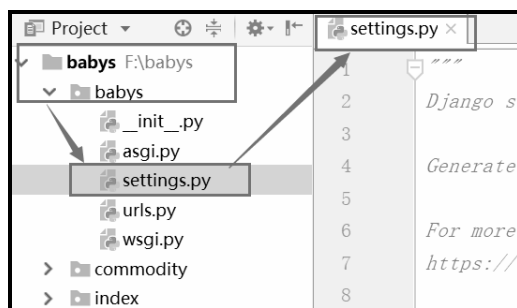 Project
babys F:\babys
babys
__init__.py
asgi.py
settings.py
urls.py
wsgi.py
commodity
index
settings.py
1 """
2 Django s
3
4 Generate
5
6 For more
7 https://
8